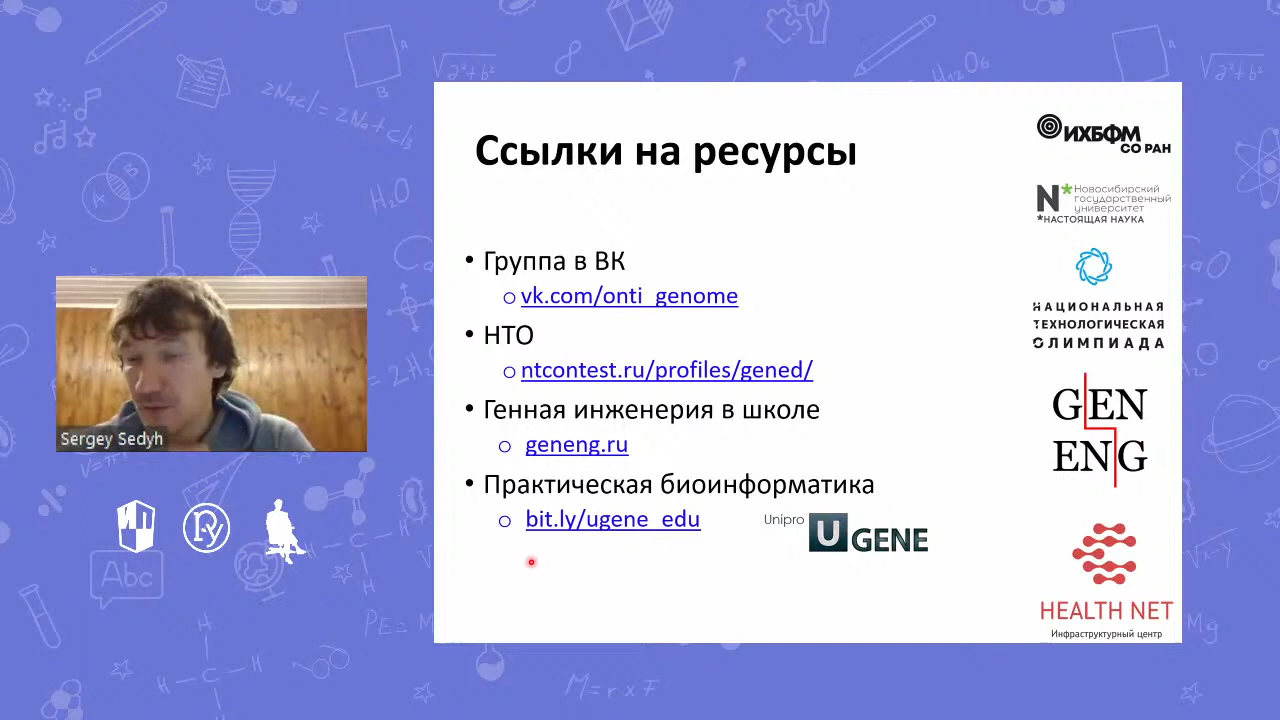 Ссылки на ресурсы
• Группа в ВК
o vk.com/onti_genome
• НТО
o ntcontest.ru/profiles/gened/
• Генная инженерия в школе
o geneng.ru
• Практическая биоинформатика
o bit.ly/ugene_edu
Unipro UGENE
ИХБФМ
СО РАН
N* Новосибирский
государственный
университет
*НАСТОЯЩАЯ НАУКА
НАЦИОНАЛЬНАЯ
ТЕХНОЛОГИЧЕСКАЯ
ОЛИМПИАДА
GEN
ENG
HEALTH NET
Инфраструктурный центр
Sergey Sedyh
Abc
H₂O
M = r x F